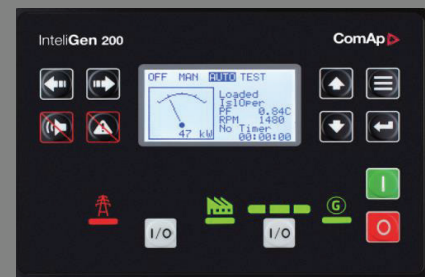 InteliGen 200
ComAp
OFF MAN AUTO TEST
Loaded
IslOper
PF 0.84C
RPM 1480
No Timer
00:00:00
47 kW
G
I/O
I/O
I
O